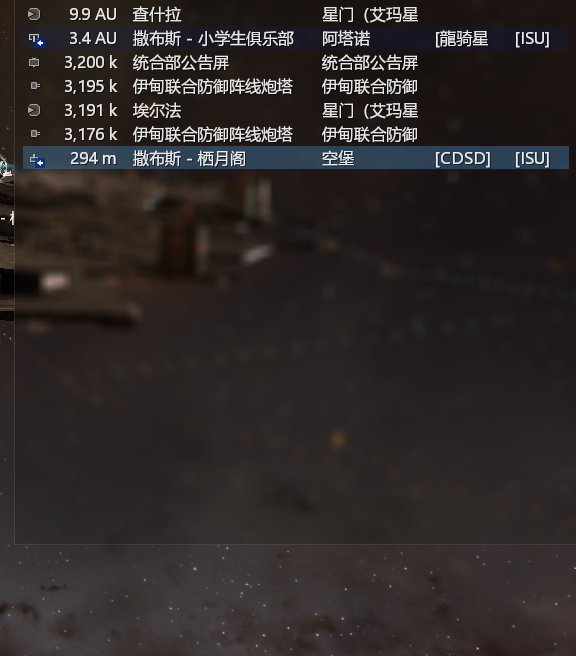 9.9 AU 查什拉 星门（艾玛星
3.4 AU 撒布斯 - 小学生俱乐部 阿塔诺 [龍骑星 [ISU]
3,200 k 统合部公告屏 统合部公告屏
3,195 k 伊甸联合防御阵线炮塔 伊甸联合防御
3,191 k 埃尔法 星门（艾玛星
3,176 k 伊甸联合防御阵线炮塔 伊甸联合防御
294 m 撒布斯 - 栖月阁 空堡 [CDSD] [ISU]